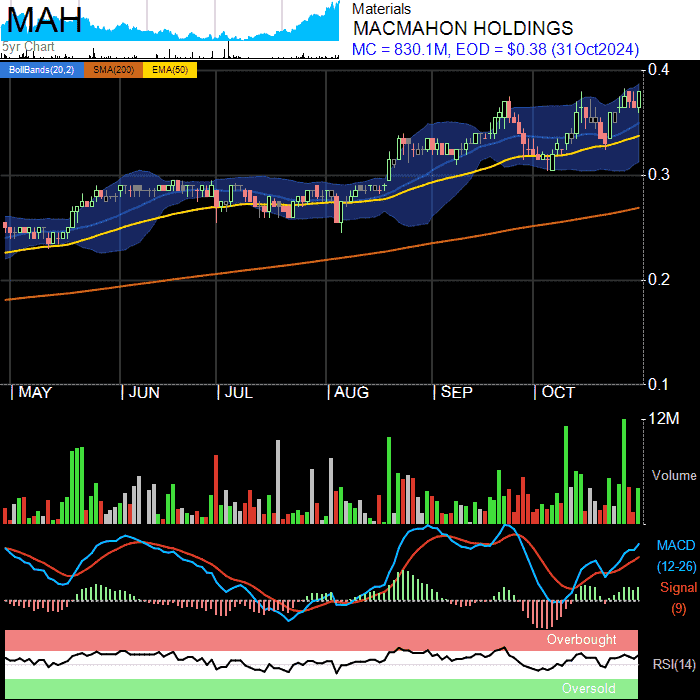 MAH
5yr Chart
Materials
MACMAHON HOLDINGS
MC = 830.1M, EOD = $0.38 (31Oct2024)
BollBands(20,2) SMA(200) EMA(50)
0.4
0.3
0.2
0.1
MAY JUN JUL AUG SEP OCT
12M
Volume
MACD
(12-26)
Signal
(9)
Overbought
RSI(14)
Oversold